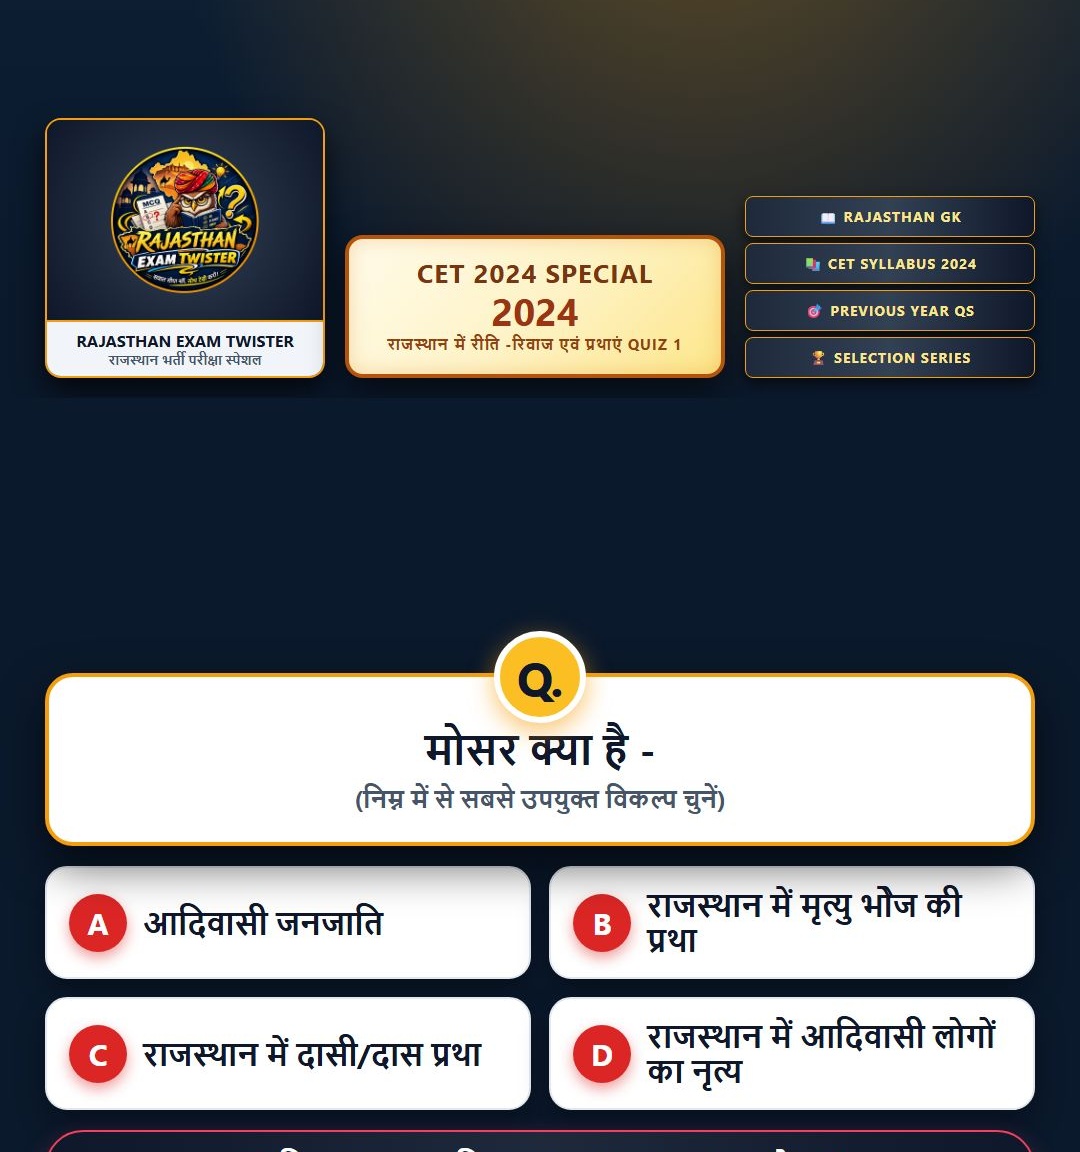 MCQ
?
?
RAJASTHAN
EXAM TWISTER
RAJASTHAN EXAM TWISTER
राजस्थान भर्ती परीक्षा स्पेशल
CET 2024 SPECIAL
2024
राजस्थान में रीति -रिवाज एवं प्रथाएं QUIZ 1
RAJASTHAN GK
CET SYLLABUS 2024
PREVIOUS YEAR QS
SELECTION SERIES
Q.
मोसर क्या है -
(निम्न में से सबसे उपयुक्त विकल्प चुनें)
A
आदिवासी जनजाति
B
राजस्थान में मृत्यु भोेज की
प्रथा
C
राजस्थान में दासी/दास प्रथा
D
राजस्थान में आदिवासी लोगों
का नृत्य